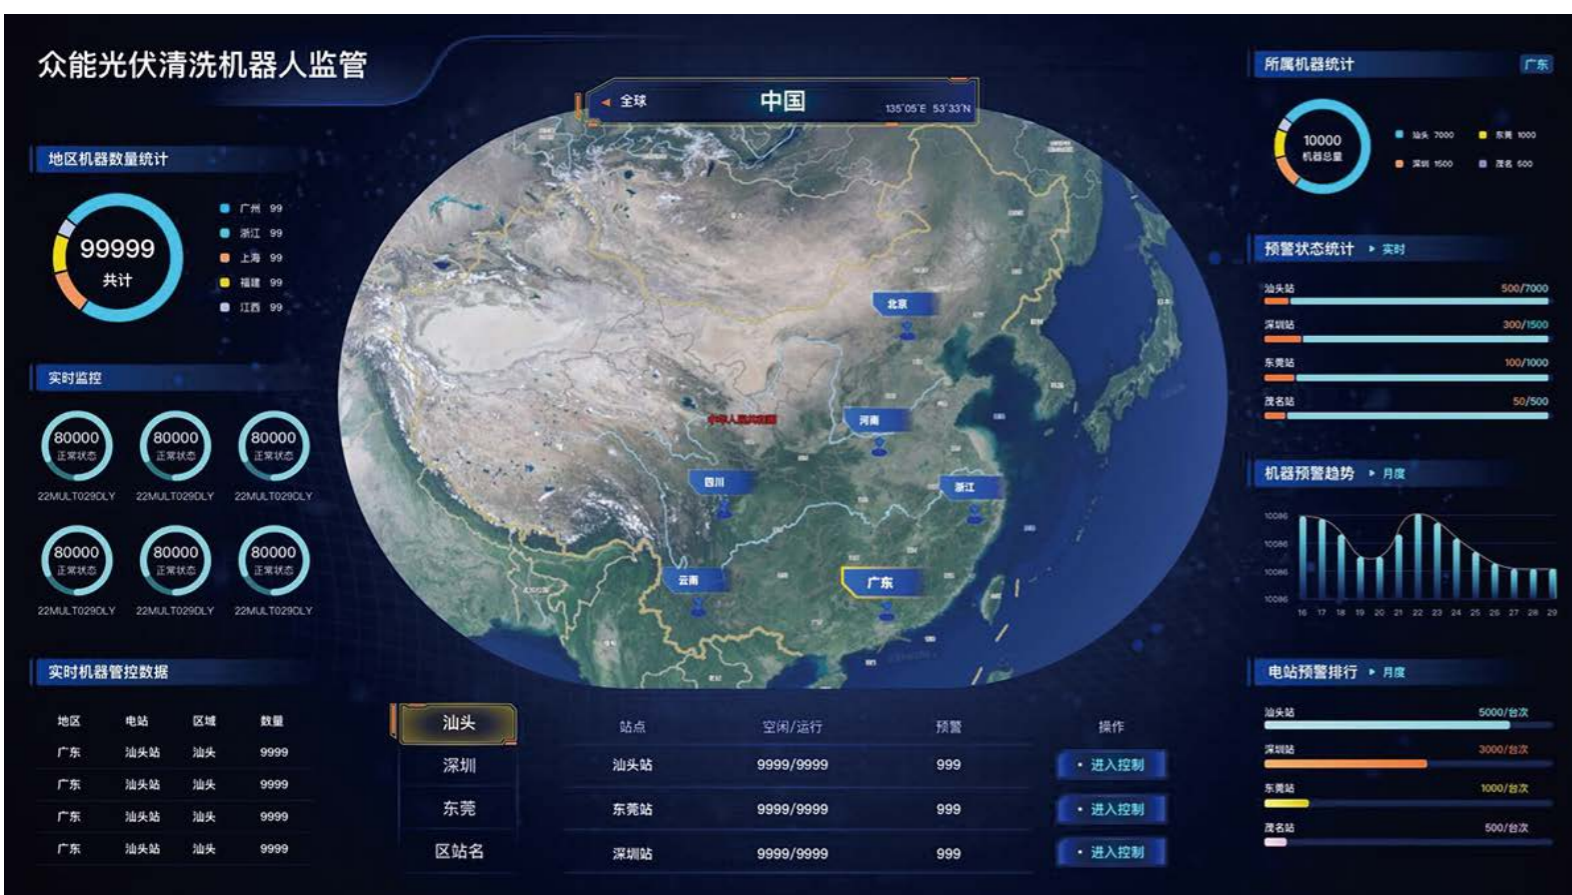 众能光伏清洗机器人监管
地区机器数量统计
99999
共计
广州 99
浙江 99
上海 99
福建 99
江西 99
实时监控
80000 80000 80000
正常状态 正常状态 正常状态
22MULT029DLY 22MULT029DLY 22MULT029DLY
80000 80000 80000
正常状态 正常状态 正常状态
22MULT029DLY 22MULT029DLY 22MULT029DLY
实时机器管控数据
地区 电站 区域 数量
广东 汕头站 汕头 9999
广东 汕头站 汕头 9999
广东 汕头站 汕头 9999
广东 汕头站 汕头 9999
全球 中国 135°05'E 53°33'N
北京
河南
四川
浙江
云南
广东
汕头
深圳
东莞
区站名
站点 空闲/运行 预警 操作
汕头站 9999/9999 999 · 进入控制
东莞站 9999/9999 999 · 进入控制
深圳站 9999/9999 999 · 进入控制
所属机器统计 广东
10000
机器总量
汕头 7000 东莞 1000
深圳 1500 茂名 500
预警状态统计 实时
汕头站 500/7000
深圳站 300/1500
东莞站 100/1000
茂名站 50/500
机器预警趋势 月度
10086
10086
10086
10086
16 17 18 19 20 21 22 23 24 25 26 27 28 29
电站预警排行 月度
汕头站 5000/台次
深圳站 3000/台次
东莞站 1000/台次
茂名站 500/台次